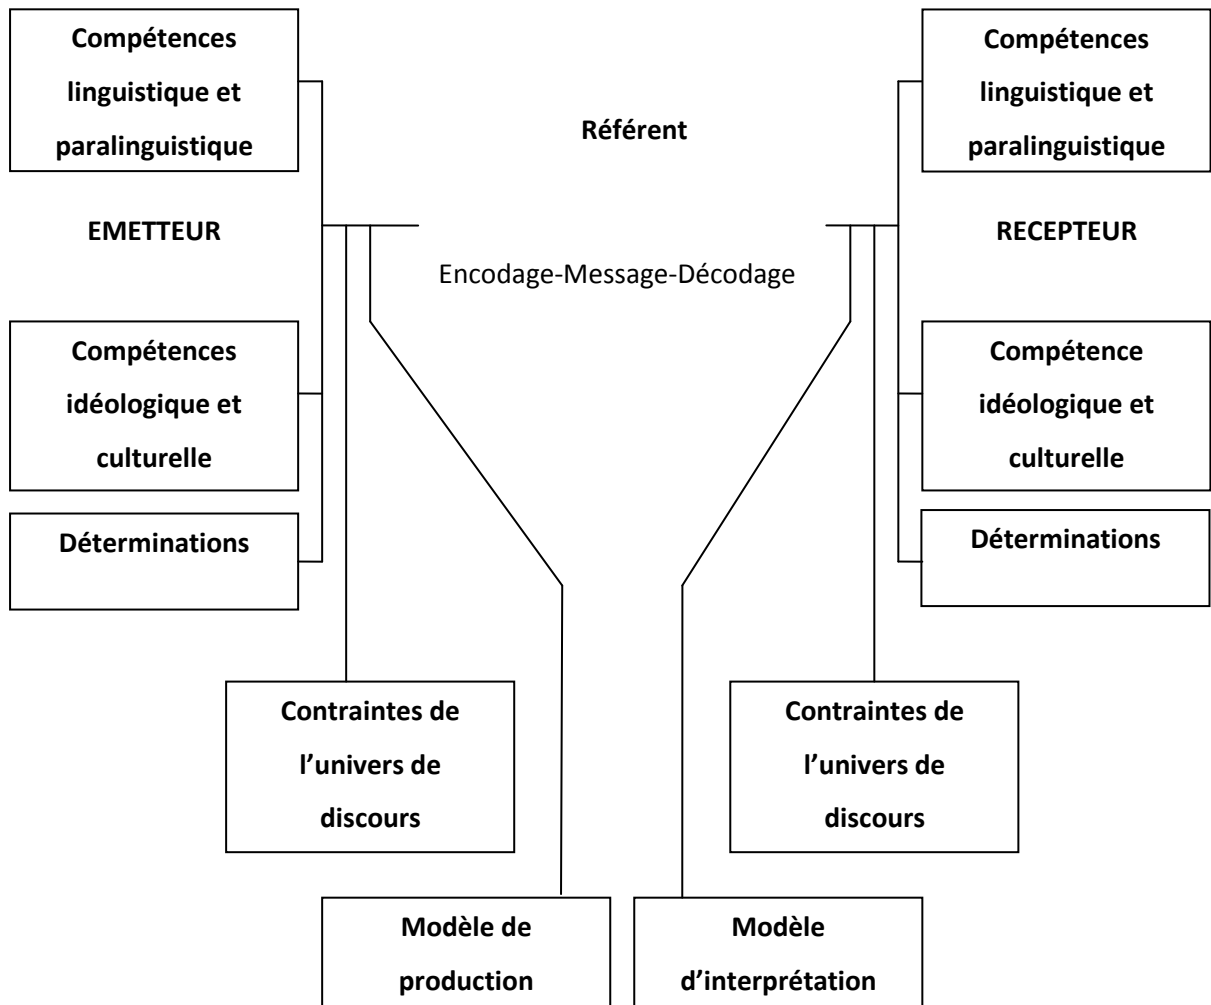 Compétences
linguistique et
paralinguistique
Référent
Compétences
linguistique et
paralinguistique
EMETTEUR
RECEPTEUR
Encodage-Message-Décodage
Compétences
idéologique et
culturelle
Compétence
idéologique et
culturelle
Déterminations
Déterminations
Contraintes de
l’univers de
discours
Contraintes de
l’univers de
discours
Modèle de
production
Modèle
d’interprétation